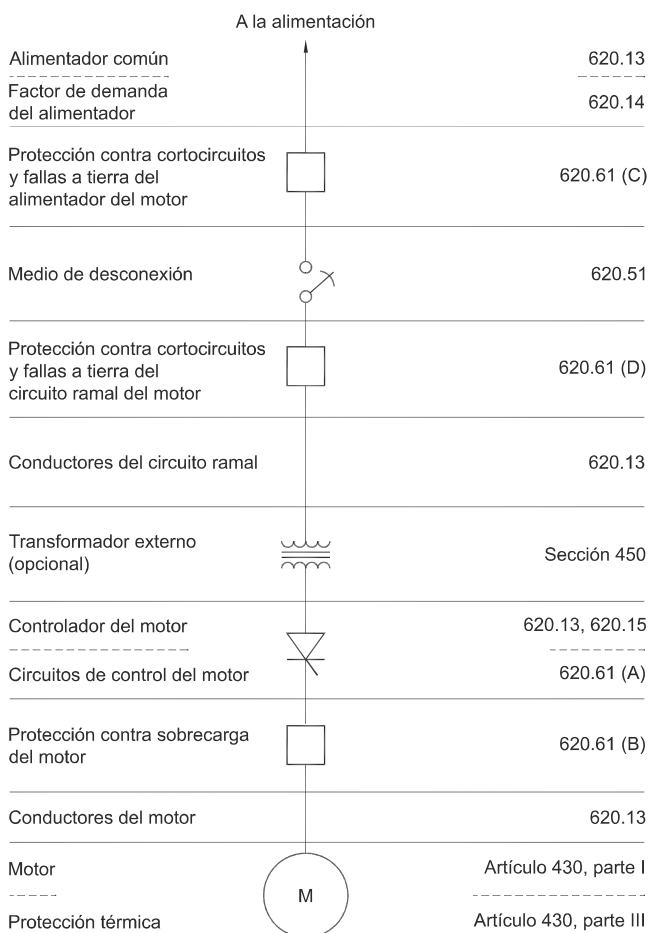 A la alimentación
Alimentador común 620.13
Factor de demanda
del alimentador 620.14
Protección contra cortocircuitos
y fallas a tierra del 620.61 (C)
alimentador del motor
Medio de desconexión 620.51
Protección contra cortocircuitos
y fallas a tierra del 620.61 (D)
circuito ramal del motor
Conductores del circuito ramal 620.13
Transformador externo
(opcional) Sección 450
Controlador del motor 620.13, 620.15
Circuitos de control del motor 620.61 (A)
Protección contra sobrecarga
del motor 620.61 (B)
Conductores del motor 620.13
Motor Artículo 430, parte I
M
Protección térmica Artículo 430, parte III